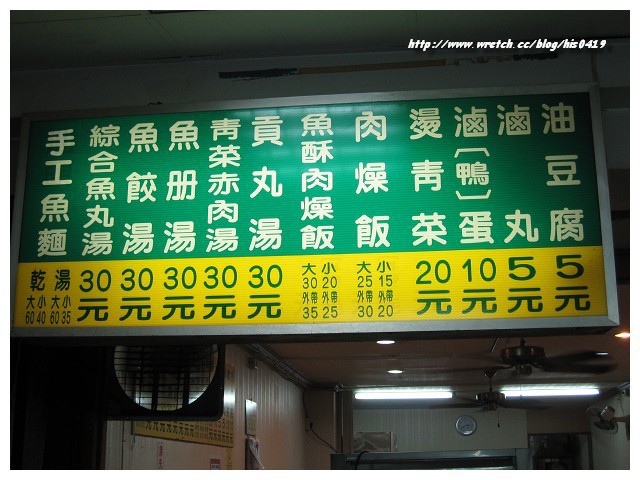 http://www.wretch.cc/blog/his0419
油豆腐
5元
滷丸
5元
滷(鴨)蛋
10元
燙青菜
20元
肉燥飯
大 小
25 15
外帶 外帶
30 20
魚酥肉燥飯
大 小
30 20
外帶 外帶
35 25
貢丸湯
30元
青菜赤肉湯
30元
魚册湯
30元
魚餃湯
30元
綜合魚丸湯
30元
手工魚麵
乾 湯
大 小 大 小
60 40 60 35